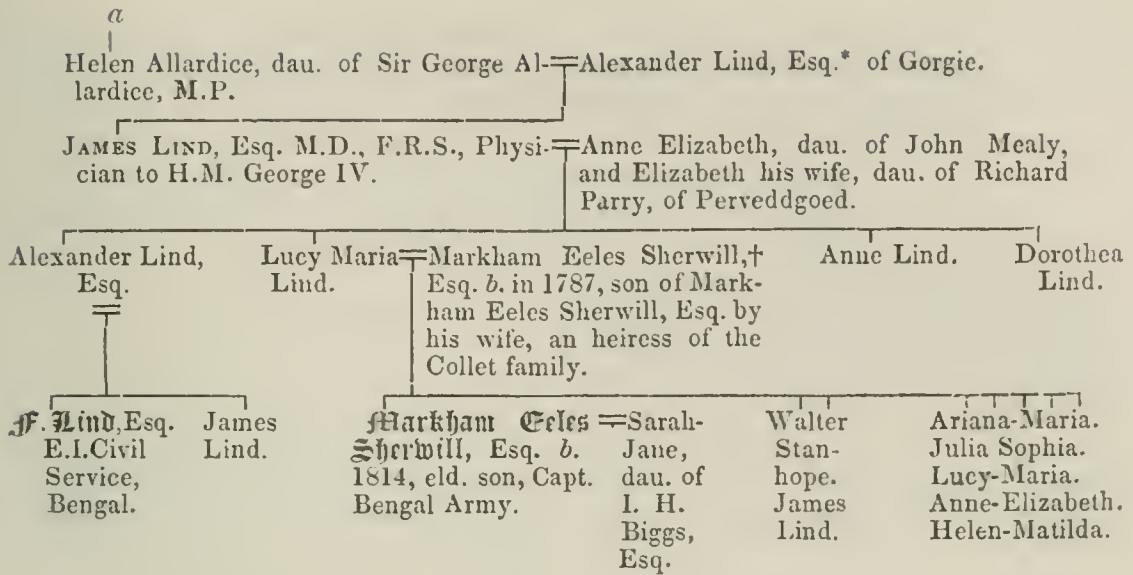 a
Helen Allardice, dau. of Sir George Al-=Alexander Lind, Esq.* of Gorgie.
lardice, M.P.
JAMES LIND, Esq. M.D., F.R.S., Physi-=Anne Elizabeth, dau. of John Mealy,
cian to H.M. George IV.
and Elizabeth his wife, dau. of Richard
Parry, of Perveddgoed.
Alexander Lind,
Esq.
Lucy Maria=Markham Eeles Sherwill,†
Lind.
Esq. b. in 1787, son of Mark-
ham Eeles Sherwill, Esq. by
his wife, an heiress of the
Collet family.
Anne Lind.
Dorothea
Lind.
F. Lind, Esq.
E.I.Civil
Service,
Bengal.
James
Lind.
Markham Eeles
Sherwill, Esq. b.
1814, eld. son, Capt.
Bengal Army.
=Sarah-
Jane,
dau. of
I. H.
Biggs,
Esq.
Walter
Stan-
hope.
James
Lind.
Ariana-Maria.
Julia Sophia.
Lucy-Maria.
Anne-Elizabeth.
Helen-Matilda.